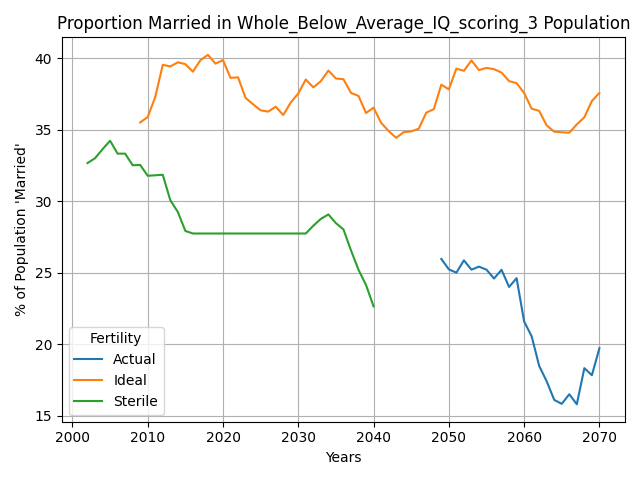 Proportion Married in Whole_Below_Average_IQ_scoring_3 Population
% of Population 'Married'
40
35
30
25
20
15
Fertility
Actual
Ideal
Sterile
2000 2010 2020 2030 2040 2050 2060 2070
Years